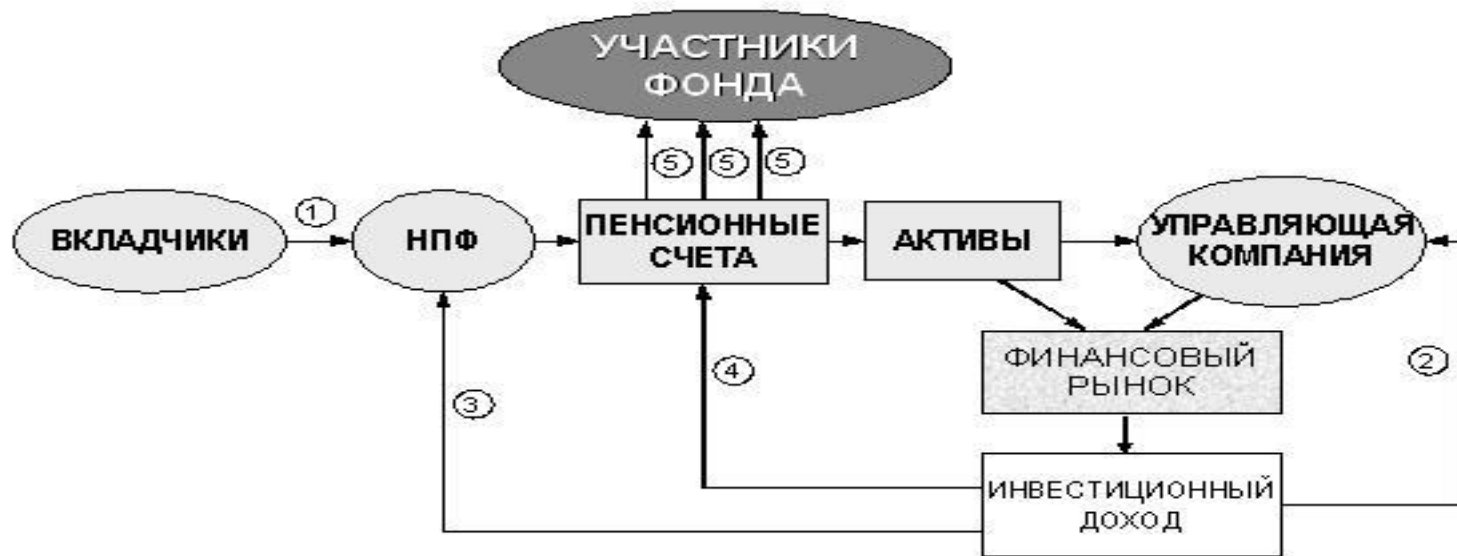 УЧАСТНИКИ
ФОНДА
5 5 5
1
ВКЛАДЧИКИ
НПФ
ПЕНСИОННЫЕ
СЧЕТА
АКТИВЫ
УПРАВЛЯЮЩАЯ
КОМПАНИЯ
ФИНАНСОВЫЙ
РЫНОК
2
4
3
ИНВЕСТИЦИОННЫЙ
ДОХОД